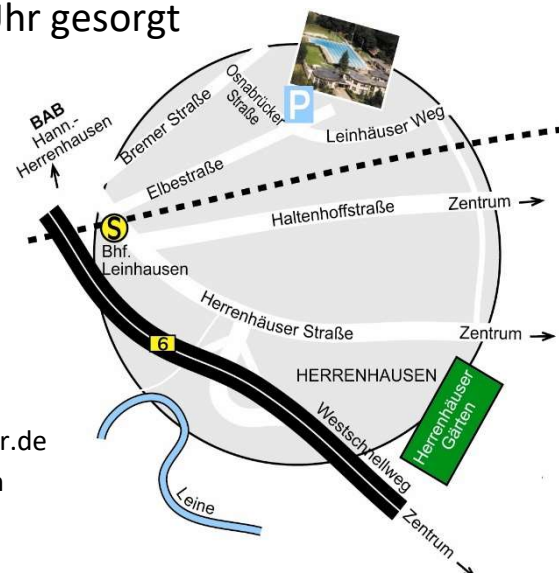 Uhr gesorgt
BAB
Hann.-
Herrenhausen
Bremer Straße
Osnabrücker
Straße
P
Elbestraße
Leinhäuser Weg
Haltenhoffstraße
Zentrum
S
Bhf.
Leinhausen
Herrenhäuser Straße
Zentrum
6
HERRENHAUSEN
Herrenhäuser
Gärten
Westschnellweg
r.de
n
Leine
Zentrum